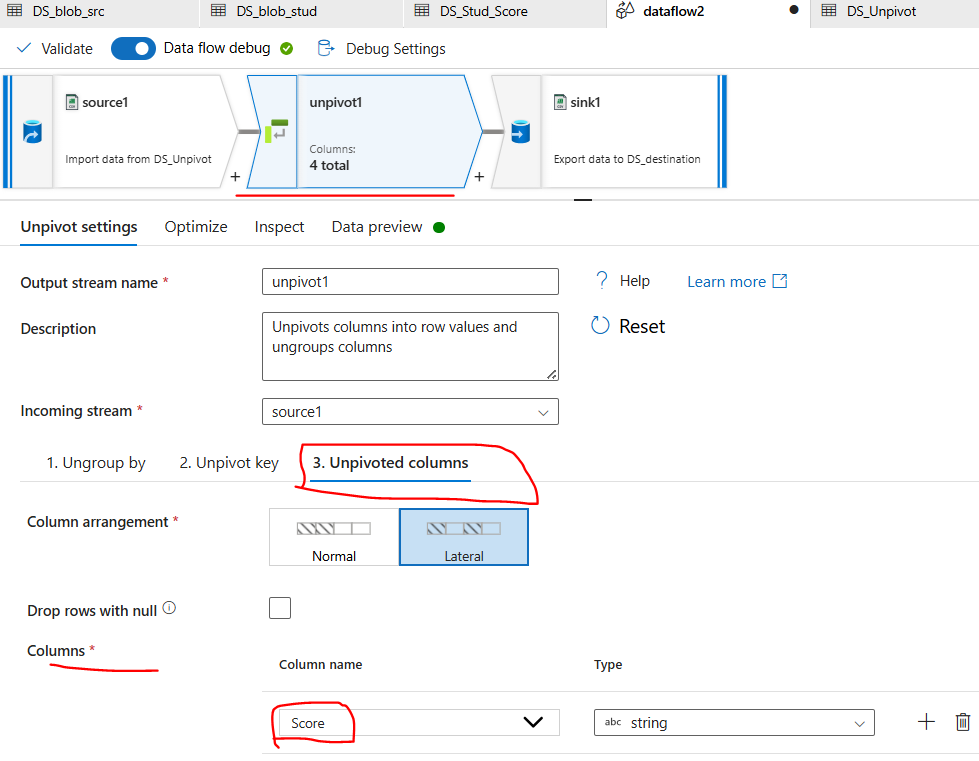 DS_blob_src DS_blob_stud DS_Stud_Score dataflow2 DS_Unpivot
Validate Data flow debug Debug Settings
source1 unpivot1 sink1
Columns:
Import data from DS_Unpivot 4 total Export data to DS_destination
+ +
Unpivot settings Optimize Inspect Data preview
Output stream name * unpivot1 ? Help Learn more
Description Unpivots columns into row values and
ungroups columns
Reset
Incoming stream * source1
1. Ungroup by 2. Unpivot key 3. Unpivoted columns
Column arrangement *
Normal Lateral
Drop rows with null
Columns *
Column name Type
Score abc string